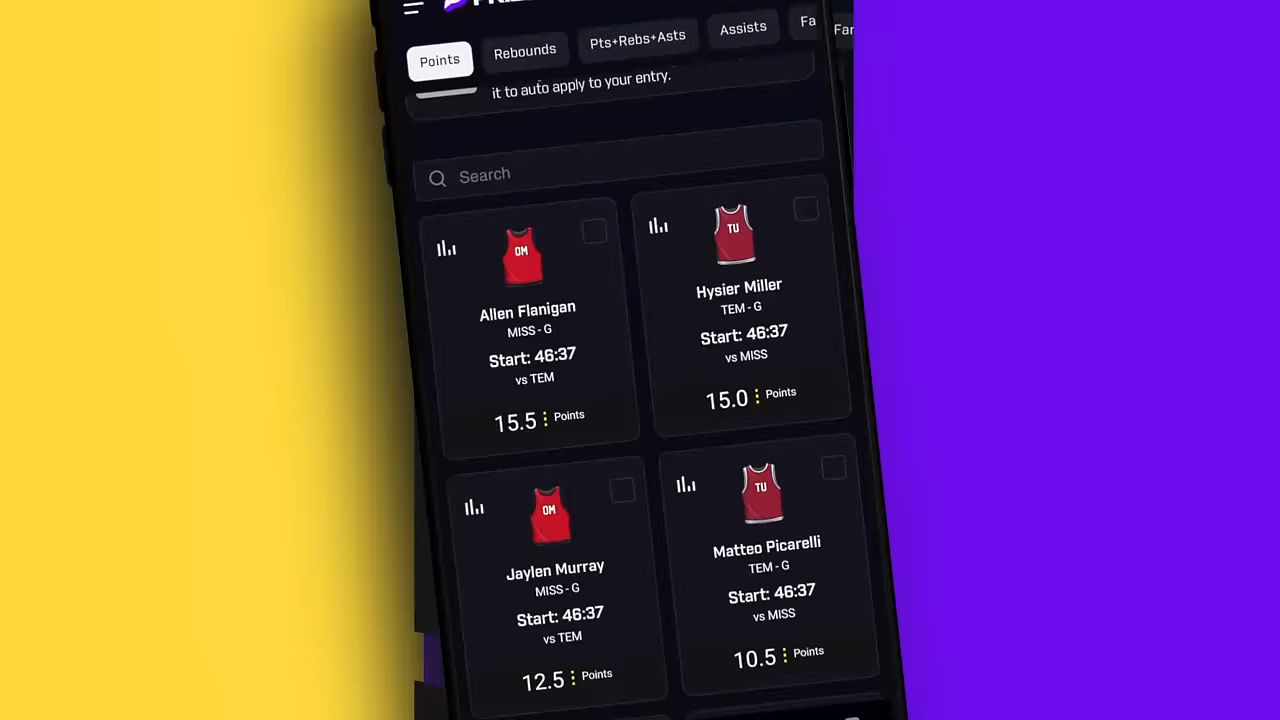 Points
Rebounds
Pts+Rebs+Asts
Assists
Fa
it to auto apply to your entry.
Search
OM
Allen Flanigan
MISS - G
Start: 46:37
vs TEM
15.5 Points
TU
Hysier Miller
TEM - G
Start: 46:37
vs MISS
15.0 Points
OM
Jaylen Murray
MISS - G
Start: 46:37
vs TEM
12.5 Points
TU
Matteo Picarelli
TEM - G
Start: 46:37
vs MISS
10.5 Points